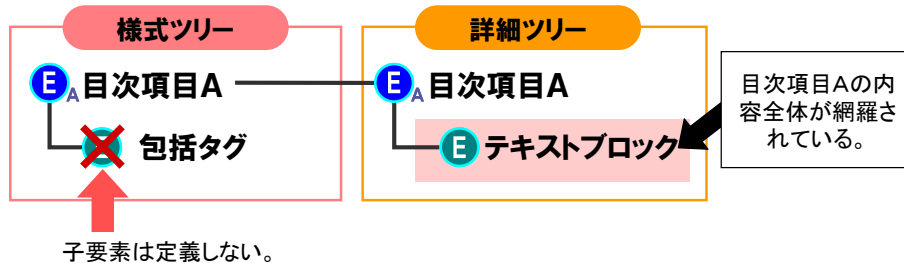 様式ツリー
詳細ツリー
E A 目次項目A
E A 目次項目A
包括タグ
E テキストブロック
目次項目Aの内
容全体が網羅さ
れている。
子要素は定義しない。